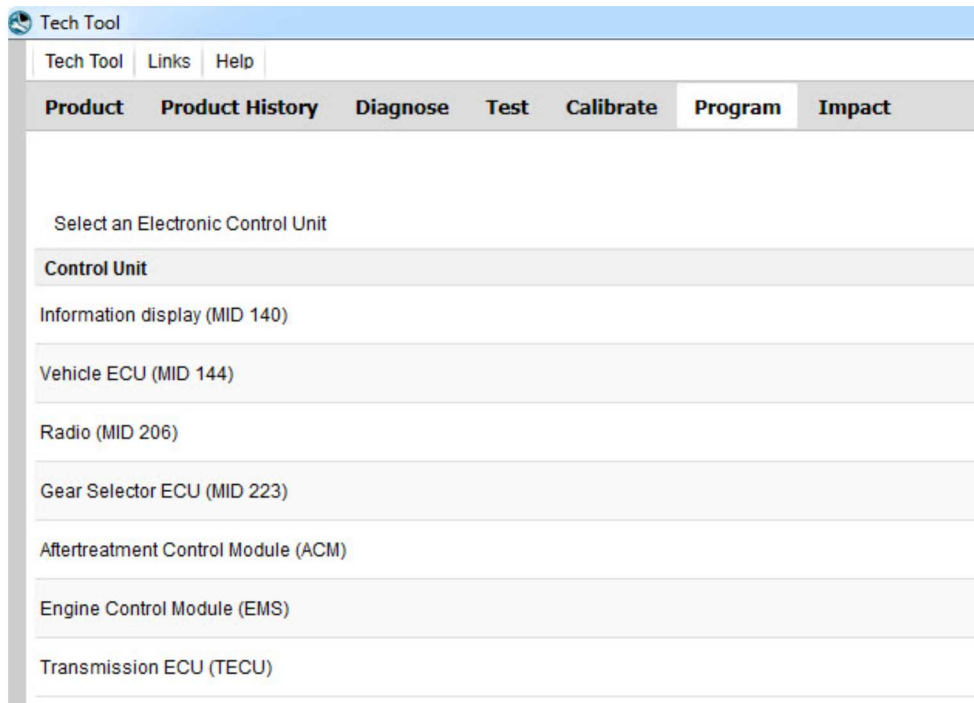 Tech Tool
Tech Tool Links Help
Product Product History Diagnose Test Calibrate Program Impact
Select an Electronic Control Unit
Control Unit
Information display (MID 140)
Vehicle ECU (MID 144)
Radio (MID 206)
Gear Selector ECU (MID 223)
Aftertreatment Control Module (ACM)
Engine Control Module (EMS)
Transmission ECU (TECU)